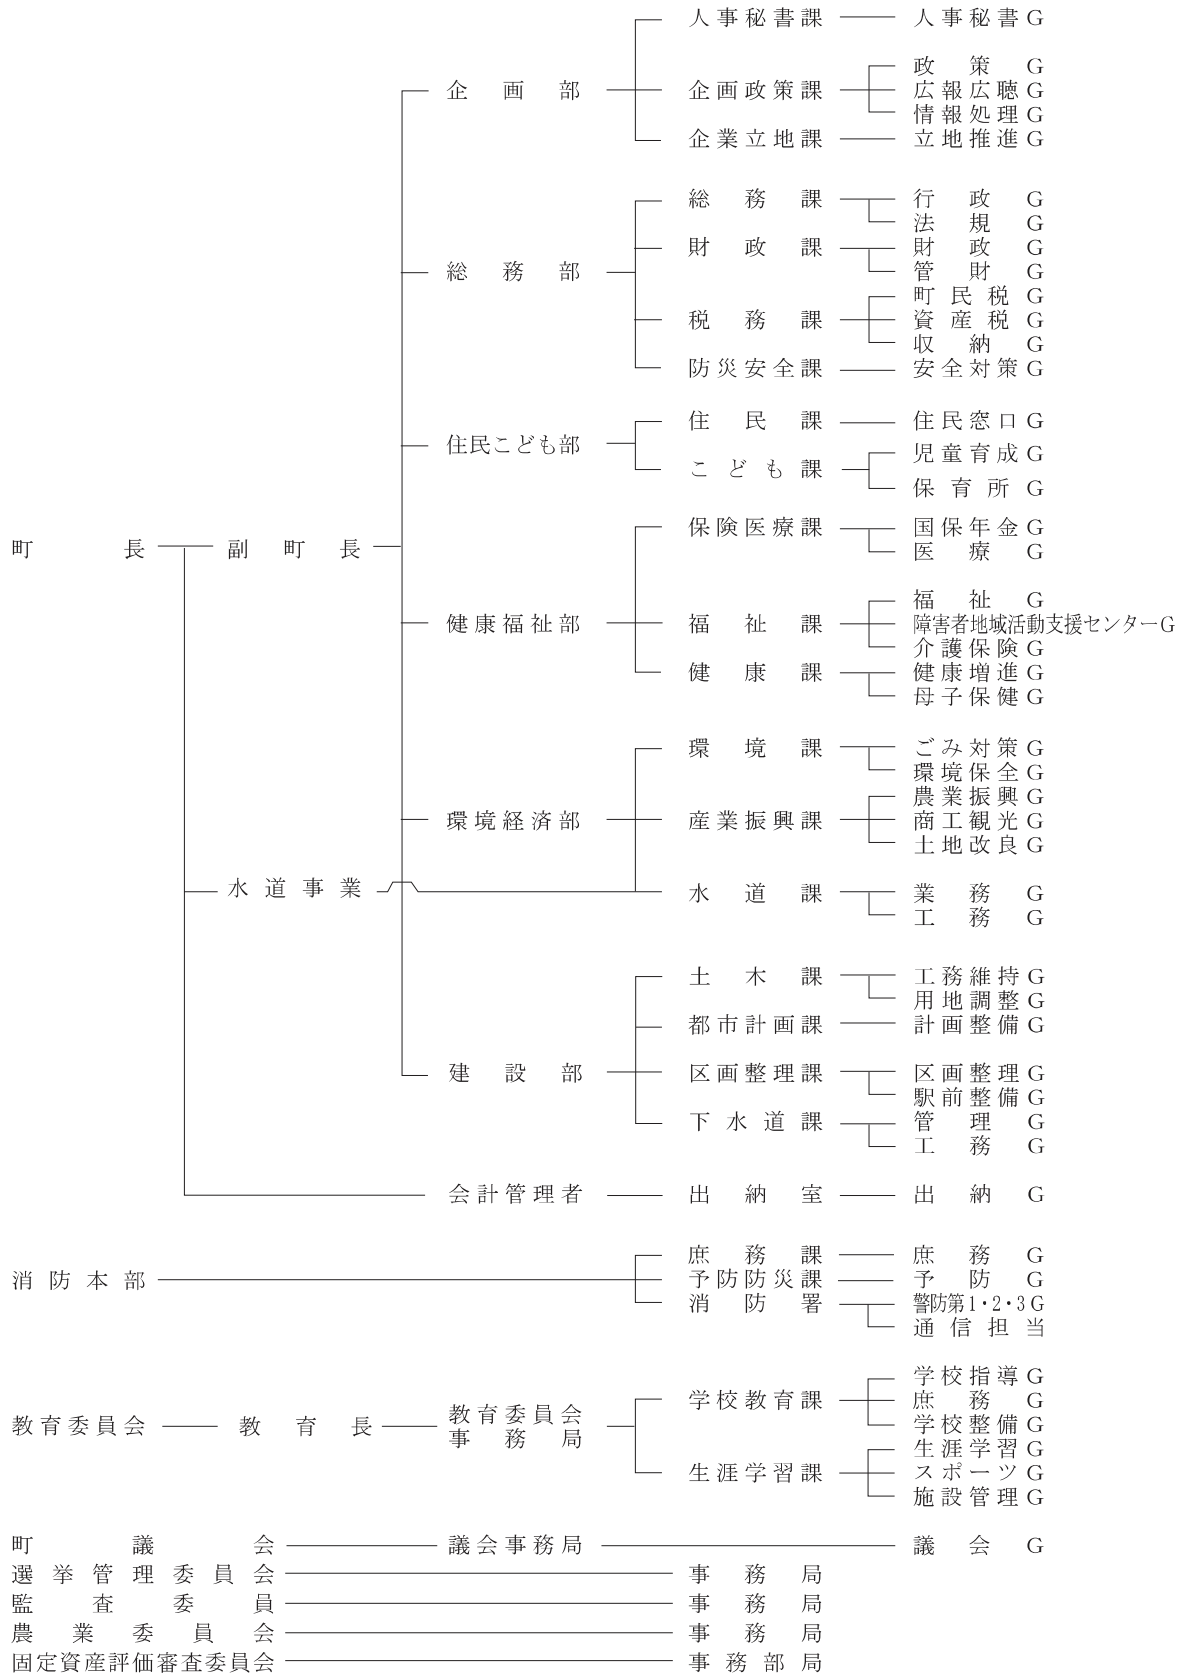 人事秘書課 人事秘書G
政策G
企画部 企画政策課 広報広聴G
情報処理G
企業立地課 立地推進G
総務課 行政G
法規G
財政課 財政G
総務部 管財G
町民税G
税務課 資産税G
収納G
防災安全課 安全対策G
住民課 住民窓口G
住民こども部 児童育成G
こども課
保育所G
保険医療課 国保年金G
町長 副町長 医療G
福祉G
健康福祉部 福祉課 障害者地域活動支援センターG
介護保険G
健康課 健康増進G
母子保健G
環境課 ごみ対策G
環境保全G
農業振興G
環境経済部 産業振興課 商工観光G
土地改良G
水道事業 水道課 業務G
工務G
土木課 工務維持G
用地調整G
都市計画課 計画整備G
建設部 区画整理課 区画整理G
駅前整備G
下水道課 管理G
工務G
会計管理者 出納室 出納G
庶務課 庶務G
消防本部 予防防災課 予防G
消防署 警防第1・2・3G
通信担当
学校指導G
学校教育課 庶務G
教育委員会 教育長 教育委員会事務局 学校整備G
生涯学習G
生涯学習課 スポーツG
施設管理G
町議会 議会事務局 議会G
選挙管理委員会 事務局
監査委員 事務局
農業委員会 事務局
固定資産評価審査委員会 事務部局